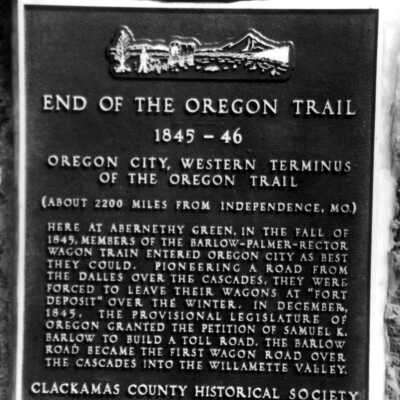 END OF THE OREGON TRAIL
1845 – 46
OREGON CITY, WESTERN TERMINUS
OF THE OREGON TRAIL
(ABOUT 2200 MILES FROM INDEPENDENCE, MO.)
HERE AT ABERNETHY GREEN, IN THE FALL OF
1845, MEMBERS OF THE BARLOW-PALMER-RECTOR
WAGON TRAIN ENTERED OREGON CITY AS BEST
THEY COULD. PIONEERING A ROAD FROM
THE DALLES OVER THE CASCADES, THEY WERE
FORCED TO LEAVE THEIR WAGONS AT "FORT
DEPOSIT" OVER THE WINTER. IN DECEMBER,
1845, THE PROVISIONAL LEGISLATURE OF
OREGON GRANTED THE PETITION OF SAMUEL K.
BARLOW TO BUILD A TOLL ROAD. THE BARLOW
ROAD BECAME THE FIRST WAGON ROAD OVER
THE CASCADES INTO THE WILLAMETTE VALLEY.
CLACKAMAS COUNTY HISTORICAL SOCIETY